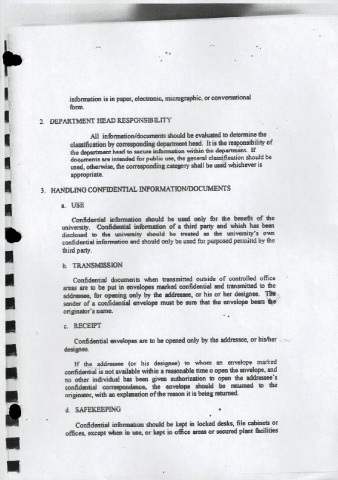 information is in paper, electronic, micrographic, or conversational
form.
2. DEPARTMENT HEAD RESPONSIBILITY
All information/documents should be evaluated to determine the
classification by corresponding department head. It is the responsibility of
the department head to secure information within the department. If
documents are intended for public use, the general classification should be
used, otherwise, the corresponding category shall be used whichever is
appropriate.
3. HANDLING CONFIDENTIAL INFORMATION/DOCUMENTS
a. USE
Confidential information should be used only for the benefit of the
university. Confidential information of a third party and which has been
disclosed to the university should be treated as the university's own
confidential information and should only be used for purposed permitted by the
third party.
b. TRANSMISSION
Confidential documents when transmitted outside of controlled office
areas are to put in envelopes marked confidential and transmitted to the
addressee, for opening only by the addressee, or his or her designee. The
sender of a confidential envelope must be sure that the envelope bears the
originator's name.
c. RECEIPT
Confidential envelopes are to be opened only by the addressee, or his/her
designee.
If the addressee (or his designee) to whom an envelope marked
confidential is not available within a reasonable time o open the envelope, and
no other individual has been given authorization to open the addressee's
confidential correspondence, the envelope should be returned to the
originator, with an explanation of the reason it is being returned.
d. SAFEKEEPING
Confidential information should be kept in locked desks, file cabinets or
offices, except when in use, or kept in office areas or secured plant facilities